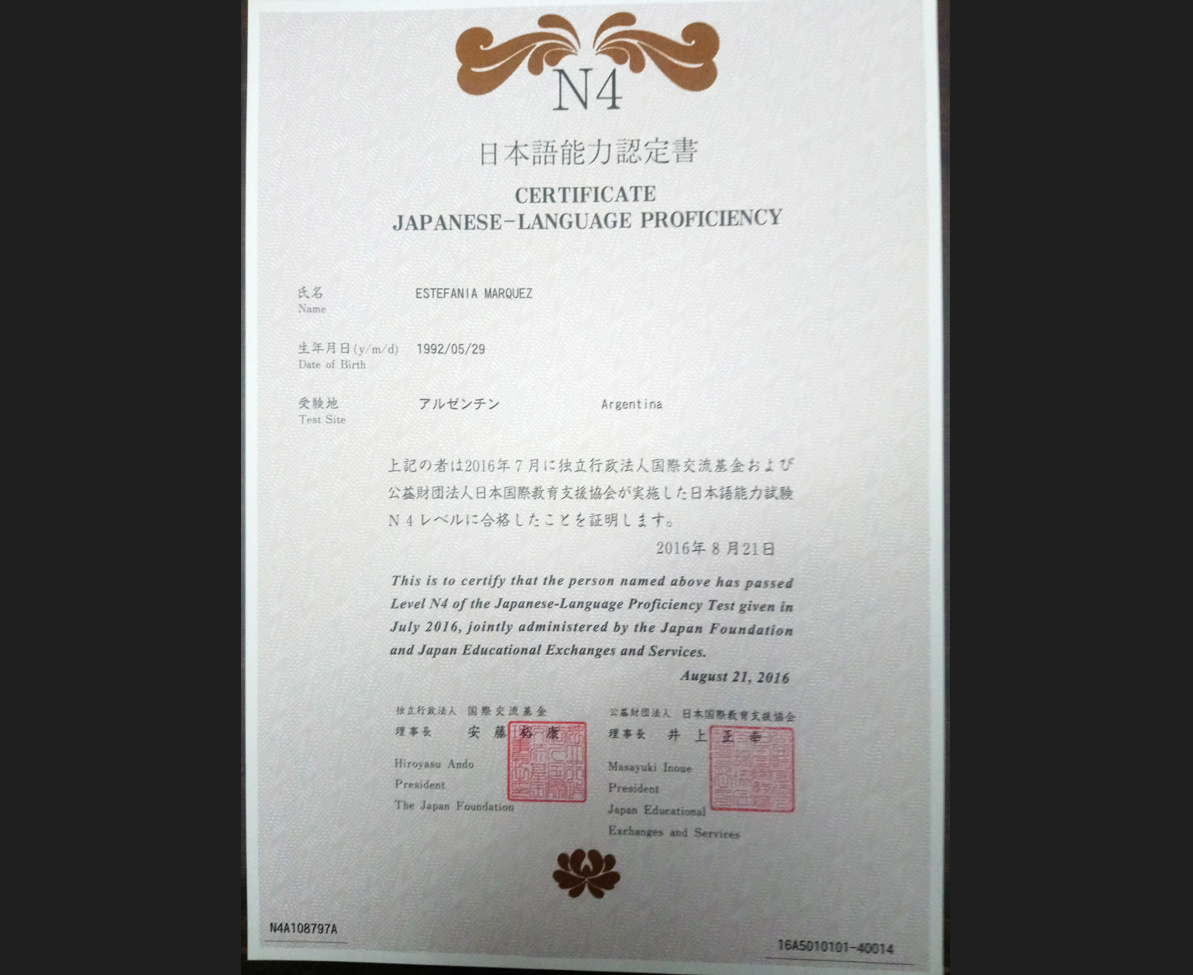 N4
日本語能力認定書
CERTIFICATE
JAPANESE-LANGUAGE PROFICIENCY
氏名 ESTEFANIA MARQUEZ
Name
生年月日(y/m/d) 1992/05/29
Date of Birth
受験地 アルゼンチン Argentina
Test Site
上記の者は2016年7月に独立行政法人国際交流基金および
公益財団法人日本国際教育支援協会が実施した日本語能力試験
N4レベルに合格したことを証明します。
2016年8月21日
This is to certify that the person named above has passed
Level N4 of the Japanese-Language Proficiency Test given in
July 2016, jointly administered by the Japan Foundation
and Japan Educational Exchanges and Services.
August 21, 2016
独立行政法人 国際交流基金
理事長 安藤裕康
Hiroyasu Ando
President
The Japan Foundation
公益財団法人 日本国際教育支援協会
理事長 井上正幸
Masayuki Inoue
President
Japan Educational
Exchanges and Services
N4A108797A
16A5010101-40014